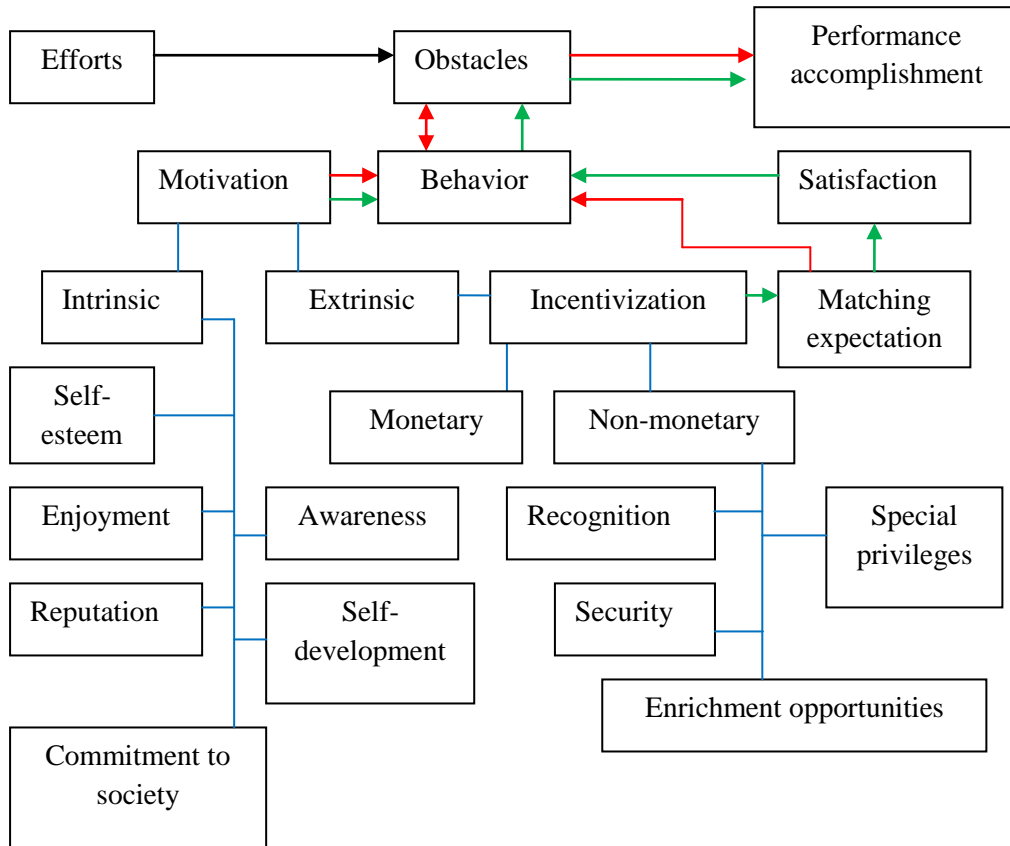 Efforts
Obstacles
Performance
accomplishment
Motivation
Behavior
Satisfaction
Intrinsic
Extrinsic
Incentivization
Matching
expectation
Self-
esteem
Monetary
Non-monetary
Enjoyment
Awareness
Recognition
Special
privileges
Reputation
Self-
development
Security
Enrichment opportunities
Commitment to
society